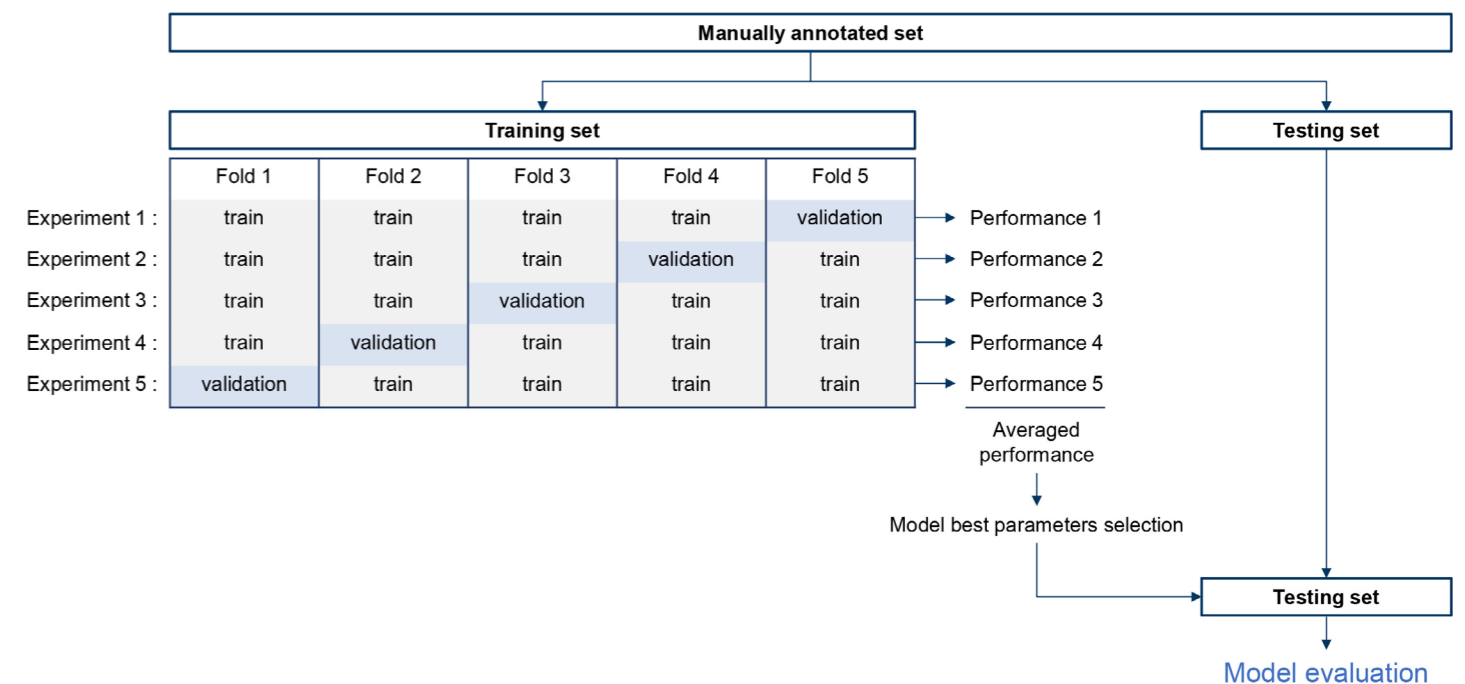 Manually annotated set
Training set
Testing set
Fold 1 Fold 2 Fold 3 Fold 4 Fold 5
Experiment 1 : train train train train validation Performance 1
Experiment 2 : train train train validation train Performance 2
Experiment 3 : train train validation train train Performance 3
Experiment 4 : train validation train train train Performance 4
Experiment 5 : validation train train train train Performance 5
Averaged
performance
Model best parameters selection
Testing set
Model evaluation